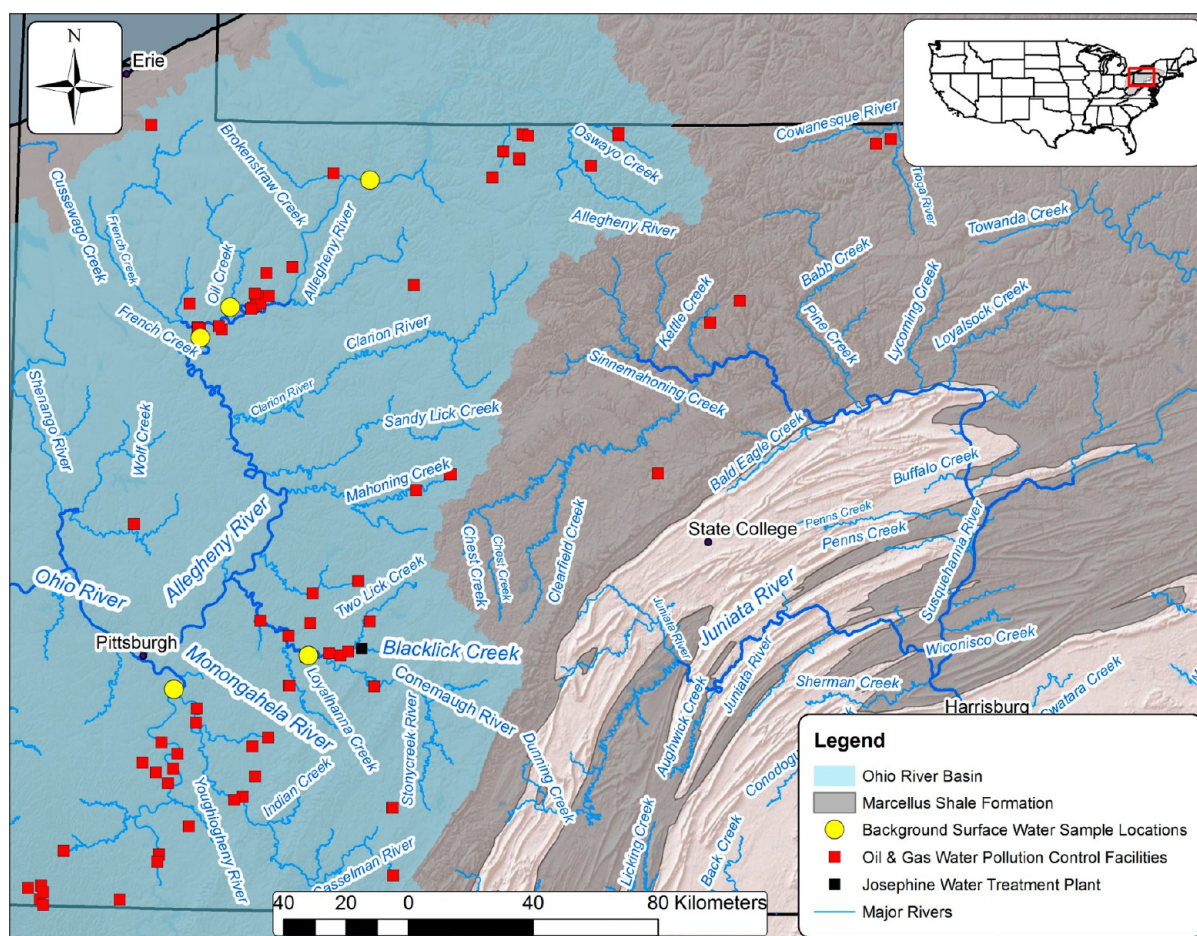 N
Erie
Cussewago Creek
French Creek
Brokenstraw Creek
Oil Creek
Allegheny River
Oswayo Creek
Allegheny River
Cowanesque River
Tioga River
Towanda Creek
Babb Creek
Pine Creek
Lycoming Creek
Loyalsock Creek
Kettle Creek
Sinnemahoning Creek
French Creek
Clarion River
Clarion River
Shenango River
Wolf Creek
Sandy Lick Creek
Mahoning Creek
Bald Eagle Creek
Buffalo Creek
State College
Penns Creek
Penns Creek
Chest Creek
Chest Creek
Clearfield Creek
Susquehanna River
Allegheny River
Ohio River
Two Lick Creek
Pittsburgh
Blacklick Creek
Juniata River
Juniata River
Juniata River
Wiconisco Creek
Monongahela River
Loyalhanna Creek
Conemaugh River
Stonycreek River
Dunning Creek
Aughwick Creek
Sherman Creek
Harrisburg
Swatara Creek
Youghiogheny River
Indian Creek
Casselman River
Licking Creek
Back Creek
Conodogu
40 20 0 40 80 Kilometers
Legend
Ohio River Basin
Marcellus Shale Formation
Background Surface Water Sample Locations
Oil & Gas Water Pollution Control Facilities
Josephine Water Treatment Plant
Major Rivers